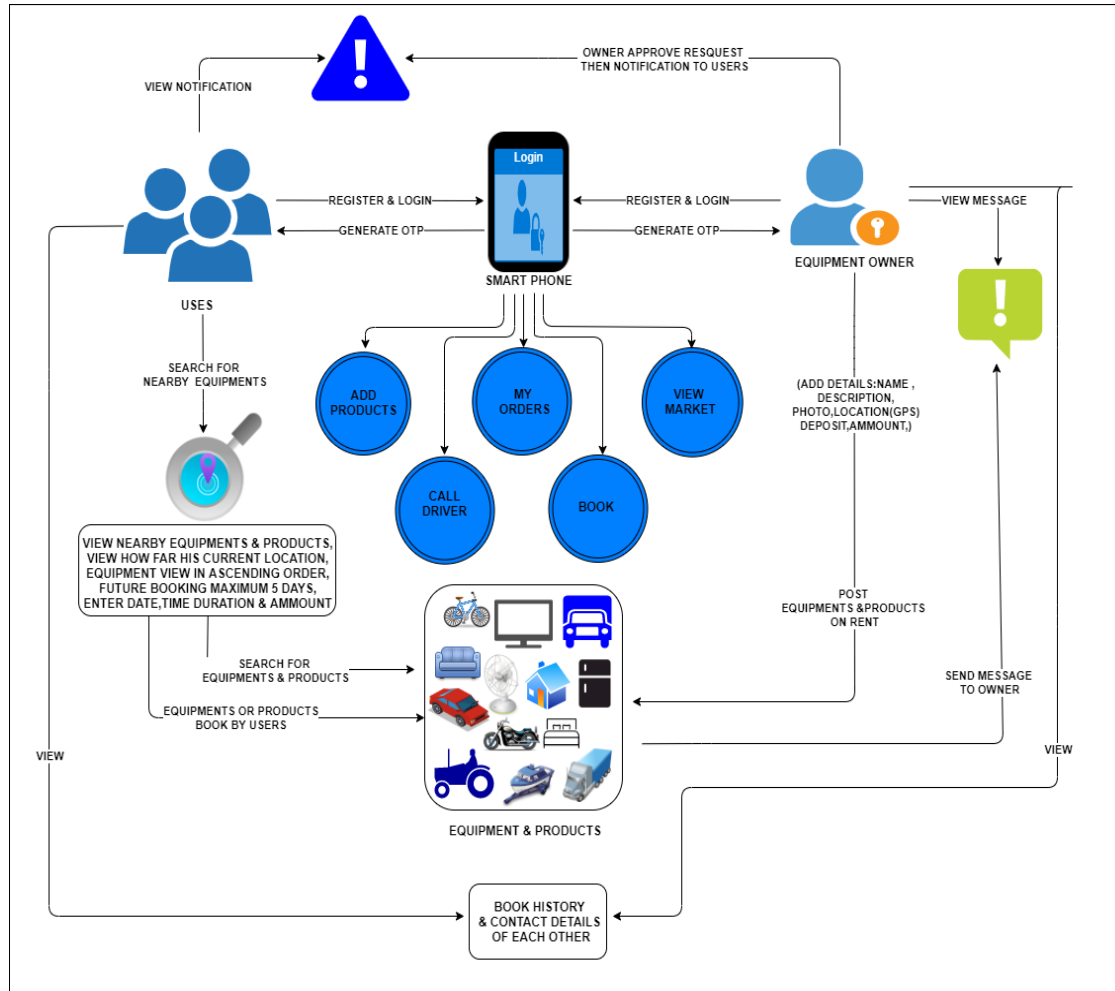 OWNER APPROVE RESQUEST
THEN NOTIFICATION TO USERS
VIEW NOTIFICATION
Login
REGISTER & LOGIN
REGISTER & LOGIN
VIEW MESSAGE
GENERATE OTP
GENERATE OTP
EQUIPMENT OWNER
SMART PHONE
USES
SEARCH FOR
NEARBY EQUIPMENTS
ADD
PRODUCTS
MY
ORDERS
VIEW
MARKET
(ADD DETAILS:NAME ,
DESCRIPTION,
PHOTO,LOCATION(GPS)
DEPOSIT,AMMOUNT,)
CALL
DRIVER
BOOK
VIEW NEARBY EQUIPMENTS & PRODUCTS,
VIEW HOW FAR HIS CURRENT LOCATION,
EQUIPMENT VIEW IN ASCENDING ORDER,
FUTURE BOOKING MAXIMUM 5 DAYS,
ENTER DATE,TIME DURATION & AMMOUNT
POST
EQUIPMENTS &PRODUCTS
ON RENT
SEARCH FOR
EQUIPMENTS & PRODUCTS
SEND MESSAGE
TO OWNER
EQUIPMENTS OR PRODUCTS
BOOK BY USERS
VIEW
VIEW
EQUIPMENT & PRODUCTS
BOOK HISTORY
& CONTACT DETAILS
OF EACH OTHER